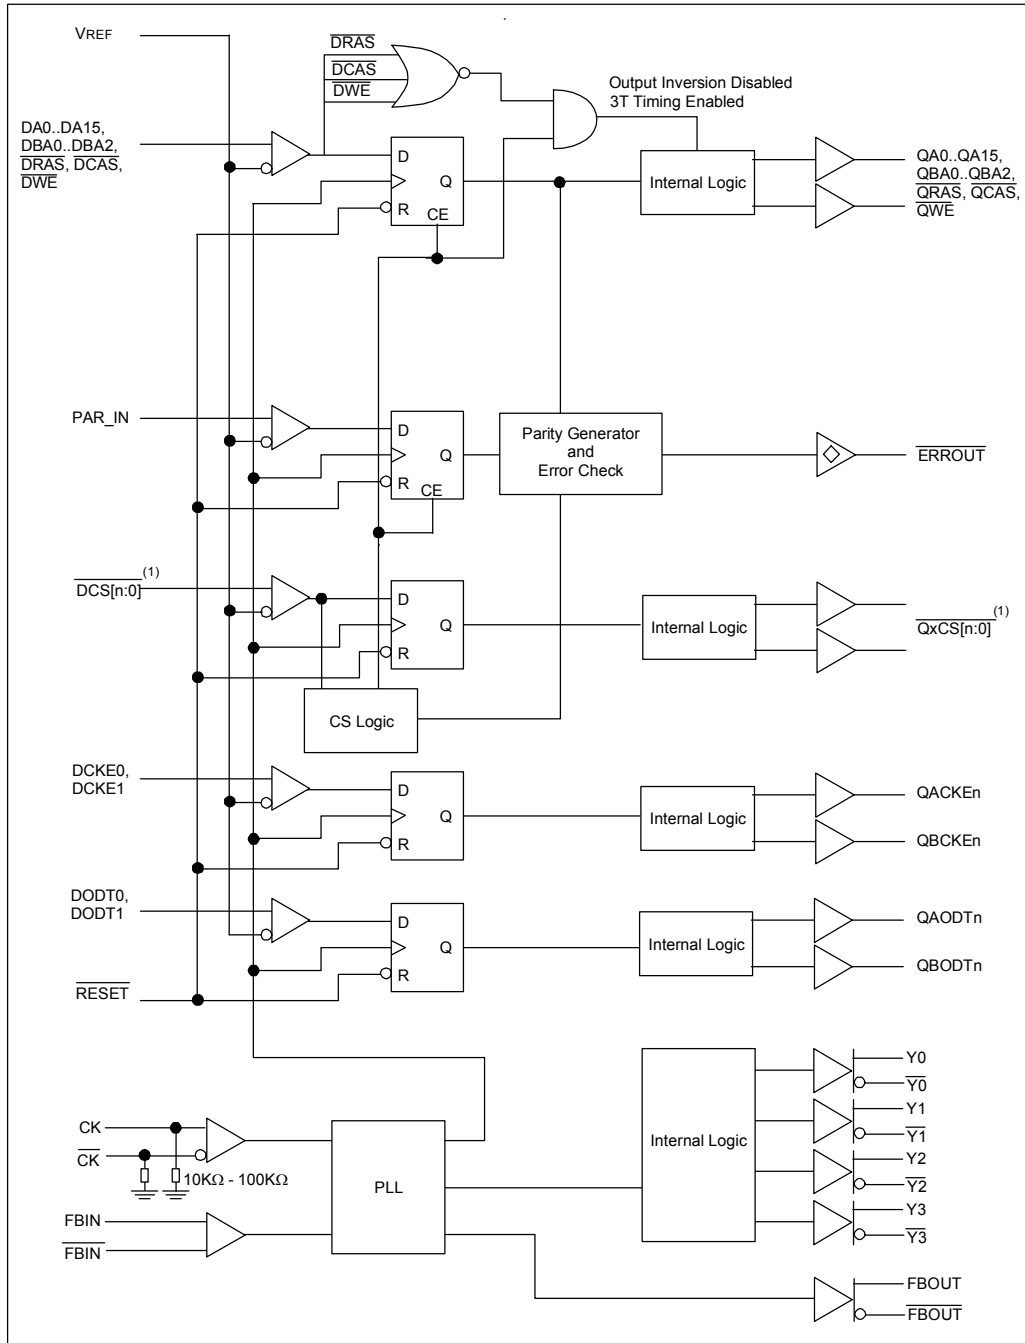 VREF
DRAS
DCAS
DWE
Output Inversion Disabled
3T Timing Enabled
DA0..DA15,
DBA0..DBA2,
DRAS, DCAS,
DWE
D
Q
R
CE
Internal Logic
QA0..QA15,
QBA0..QBA2,
QRAS, QCAS,
QWE
PAR_IN
D
Q
R
CE
Parity Generator
and
Error Check
ERROUT
DCS[n:0](1)
D
Q
R
Internal Logic
QxCS[n:0](1)
CS Logic
DCKE0,
DCKE1
D
Q
R
Internal Logic
QACKEn
QBCKEn
DODT0,
DODT1
D
Q
R
Internal Logic
QAODTn
QBODTn
RESET
CK
CK
10KΩ - 100KΩ
FBIN
FBIN
PLL
Internal Logic
Y0
Y0
Y1
Y1
Y2
Y2
Y3
Y3
FBOUT
FBOUT